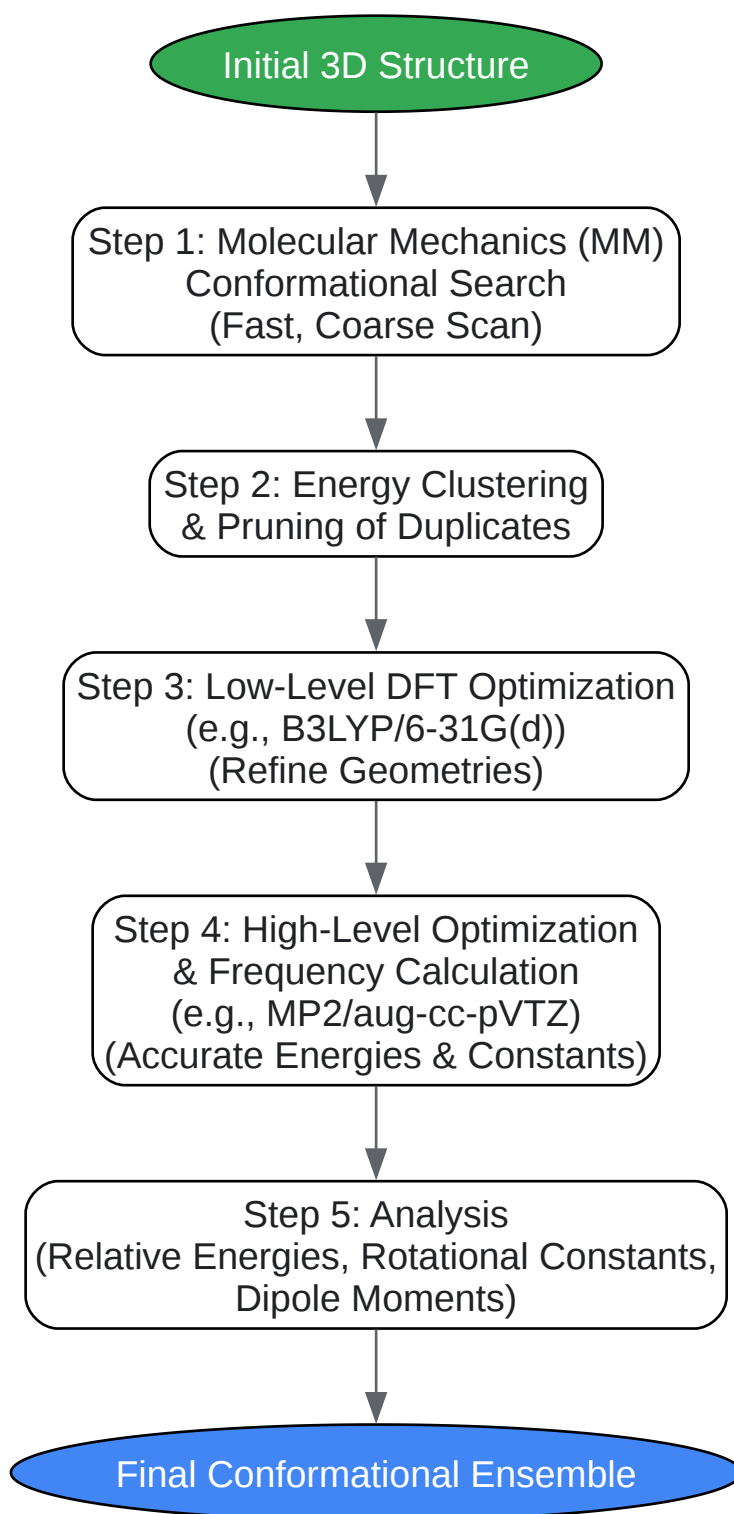 Initial 3D Structure
Step 1: Molecular Mechanics (MM)
Conformational Search
(Fast, Coarse Scan)
Step 2: Energy Clustering
& Pruning of Duplicates
Step 3: Low-Level DFT Optimization
(e.g., B3LYP/6-31G(d))
(Refine Geometries)
Step 4: High-Level Optimization
& Frequency Calculation
(e.g., MP2/aug-cc-pVTZ)
(Accurate Energies & Constants)
Step 5: Analysis
(Relative Energies, Rotational Constants,
Dipole Moments)
Final Conformational Ensemble